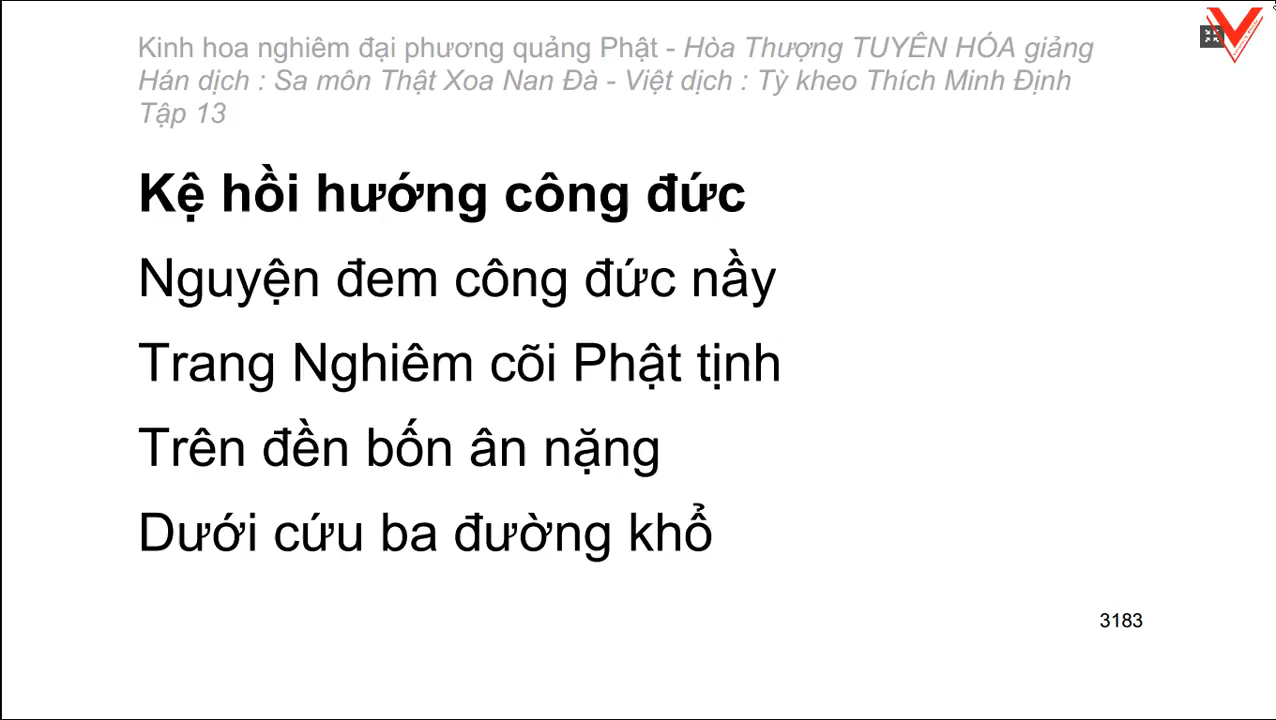 Kinh hoa nghiêm đại phương quảng Phật - Hòa Thượng TUYÊN HÓA giảng
Hán dịch : Sa môn Thật Xoa Nan Đà - Việt dịch : Tỳ kheo Thích Minh Định
Tập 13
Kệ hồi hướng công đức
Nguyện đem công đức nầy
Trang Nghiêm cõi Phật tịnh
Trên đền bốn ân nặng
Dưới cứu ba đường khổ
3183